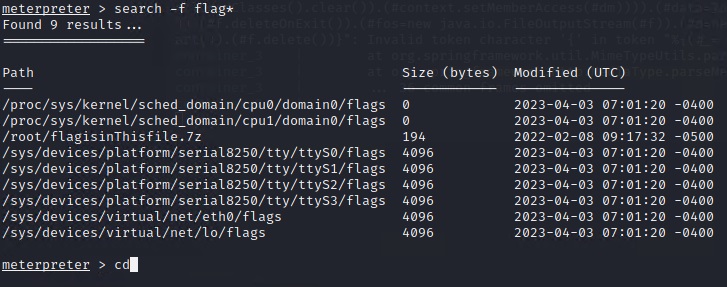 meterpreter > search -f flag*
Found 9 results...
==================
Path Size (bytes) Modified (UTC)
---- ------------ --------------
/proc/sys/kernel/sched_domain/cpu0/domain0/flags 0 2023-04-03 07:01:20 -0400
/proc/sys/kernel/sched_domain/cpu1/domain0/flags 0 2023-04-03 07:01:20 -0400
/root/flagisinThisfile.7z 194 2022-02-08 09:17:32 -0500
/sys/devices/platform/serial8250/tty/ttyS0/flags 4096 2023-04-03 07:01:20 -0400
/sys/devices/platform/serial8250/tty/ttyS1/flags 4096 2023-04-03 07:01:20 -0400
/sys/devices/platform/serial8250/tty/ttyS2/flags 4096 2023-04-03 07:01:20 -0400
/sys/devices/platform/serial8250/tty/ttyS3/flags 4096 2023-04-03 07:01:20 -0400
/sys/devices/virtual/net/eth0/flags 4096 2023-04-03 07:01:20 -0400
/sys/devices/virtual/net/lo/flags 4096 2023-04-03 07:01:20 -0400
meterpreter > cd